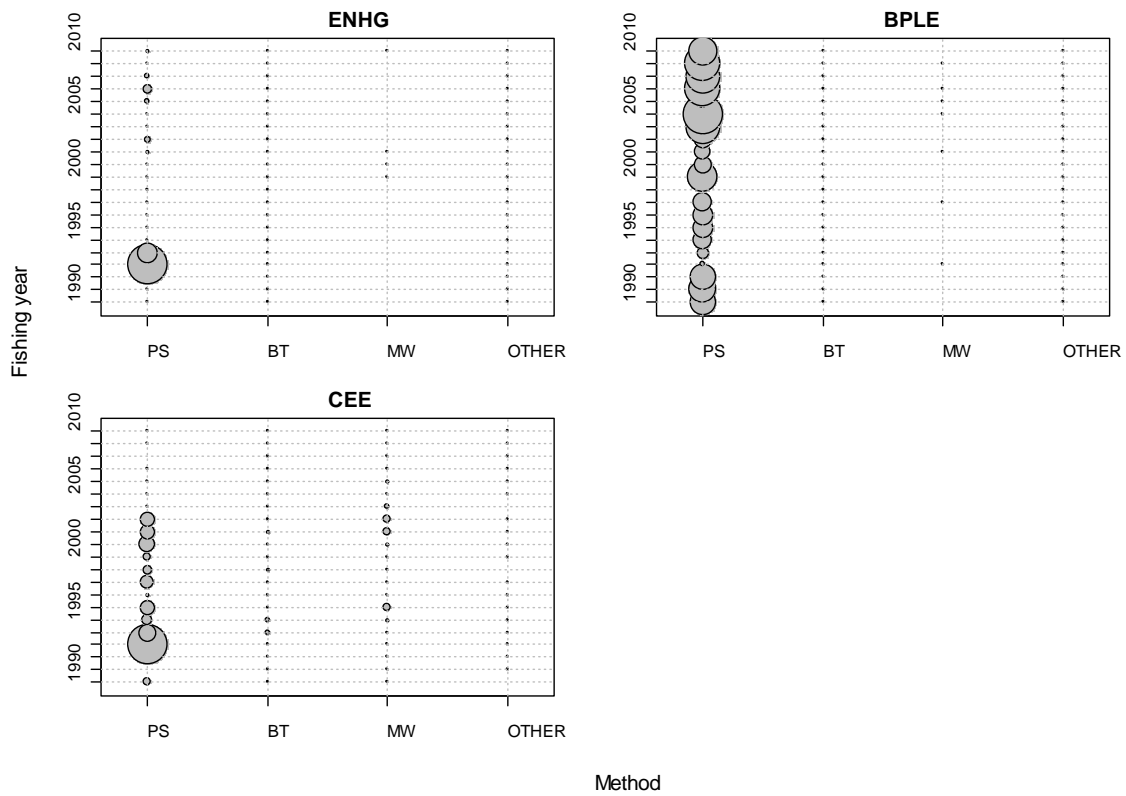 ENHG
BPLE
2010
2005
2000
1995
1990
2010
2005
2000
1995
1990
PS BT MW OTHER
PS BT MW OTHER
Fishing year
CEE
2010
2005
2000
1995
1990
PS BT MW OTHER
Method